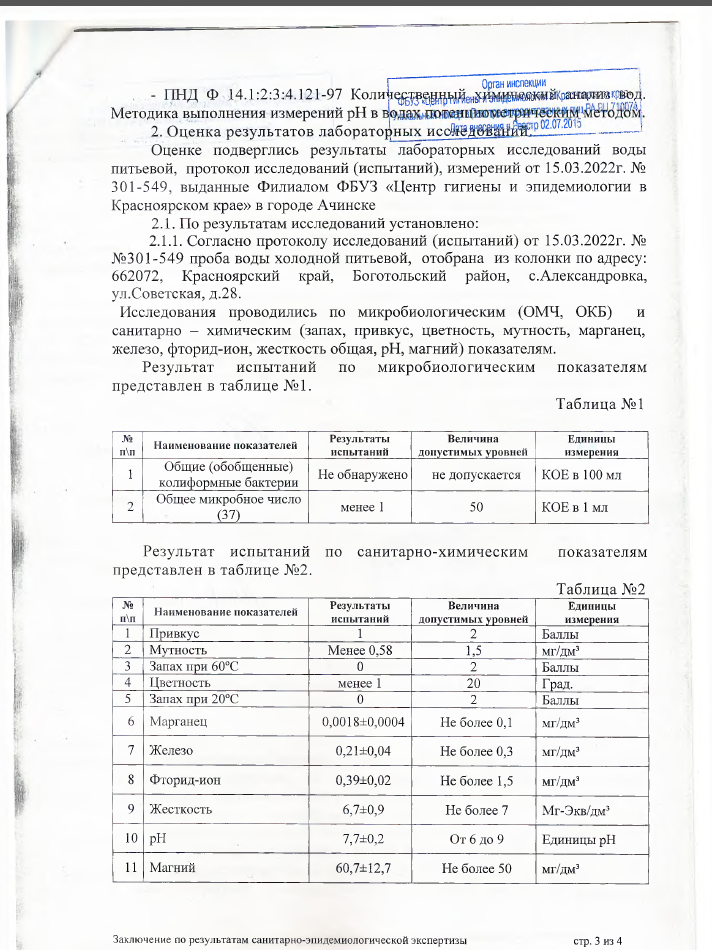 Орган инспекции
- ПНД Ф 14.1:2:3:4.121-97 Количественный химический анализ вод.
Методика выполнения измерений рН в водах потенциометрическим методом.
Дата внесения в Реестр 02.07.2015
2. Оценка результатов лабораторных исследований.
Оценке подверглись результаты лабораторных исследований воды
питьевой, протокол исследований (испытаний), измерений от 15.03.2022г. №
301-549, выданные Филиалом ФБУЗ «Центр гигиены и эпидемиологии в
Красноярском крае» в городе Ачинске
2.1. По результатам исследований установлено:
2.1.1. Согласно протоколу исследований (испытаний) от 15.03.2022г. №
№301-549 проба воды холодной питьевой, отобрана из колонки по адресу:
662072, Красноярский край, Боготольский район, с.Александровка,
ул.Советская, д.28.
Исследования проводились по микробиологическим (ОМЧ, ОКБ) и
санитарно – химическим (запах, привкус, цветность, мутность, марганец,
железо, фторид-ион, жесткость общая, рН, магний) показателям.
Результат испытаний по микробиологическим показателям
представлен в таблице №1.
Таблица №1
№ п\п Наименование показателей Результаты испытаний Величина допустимых уровней Единицы измерения
1 Общие (обобщенные) колиформные бактерии Не обнаружено не допускается КОЕ в 100 мл
2 Общее микробное число (37) менее 1 50 КОЕ в 1 мл
Результат испытаний по санитарно-химическим показателям
представлен в таблице №2.
Таблица №2
№ п\п Наименование показателей Результаты испытаний Величина допустимых уровней Единицы измерения
1 Привкус 1 2 Баллы
2 Мутность Менее 0,58 1,5 мг/дм³
3 Запах при 60°С 0 2 Баллы
4 Цветность менее 1 20 Град.
5 Запах при 20°С 0 2 Баллы
6 Марганец 0,0018±0,0004 Не более 0,1 мг/дм³
7 Железо 0,21±0,04 Не более 0,3 мг/дм³
8 Фторид-ион 0,39±0,02 Не более 1,5 мг/дм³
9 Жесткость 6,7±0,9 Не более 7 Мг-Экв/дм³
10 рН 7,7±0,2 От 6 до 9 Единицы рН
11 Магний 60,7±12,7 Не более 50 мг/дм³
Заключение по результатам санитарно-эпидемиологической экспертизы стр. 3 из 4